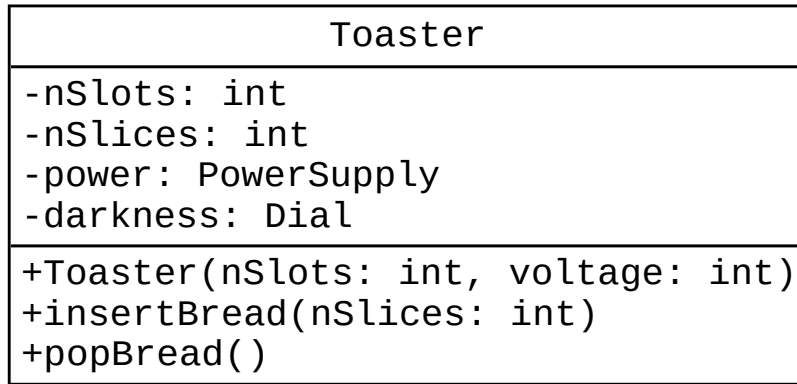 Toaster
-nSlots: int
-nSlices: int
-power: PowerSupply
-darkness: Dial
+Toaster(nSlots: int, voltage: int)
+insertBread(nSlices: int)
+popBread()